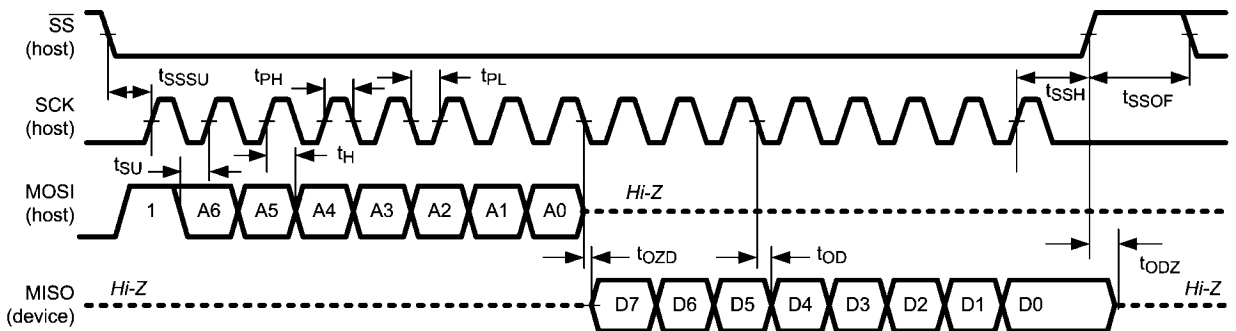 SS
(host)
tSSSU tPH tPL tSSH tSSOF
SCK
(host)
tSU tH
MOSI
(host)
1 A6 A5 A4 A3 A2 A1 A0 Hi-Z
tOZD tOD tODZ
MISO
(device)
Hi-Z D7 D6 D5 D4 D3 D2 D1 D0 Hi-Z